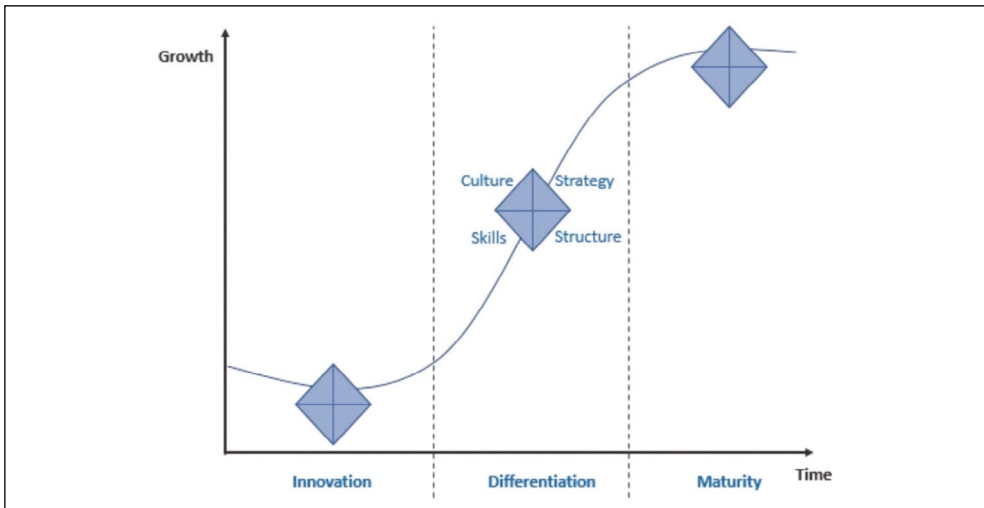 Growth
Culture Strategy
Skills Structure
Time
Innovation Differentiation Maturity